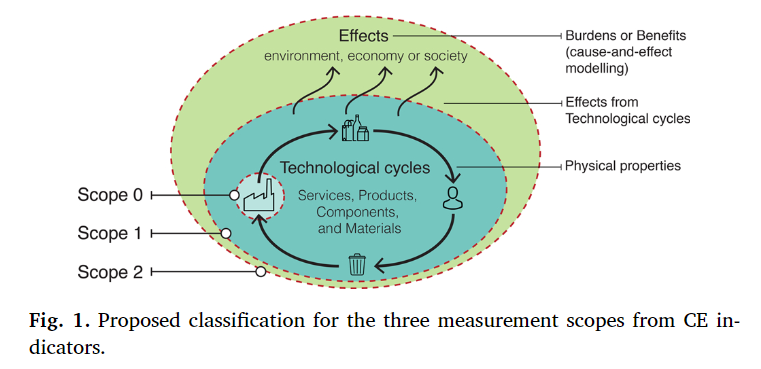 Effects
environment, economy or society
Burdens or Benefits
(cause-and-effect
modelling)
Effects from
Technological cycles
Physical properties
Technological cycles
Services, Products,
Components,
and Materials
Scope 0
Scope 1
Scope 2
Fig. 1. Proposed classification for the three measurement scopes from CE in-
dicators.